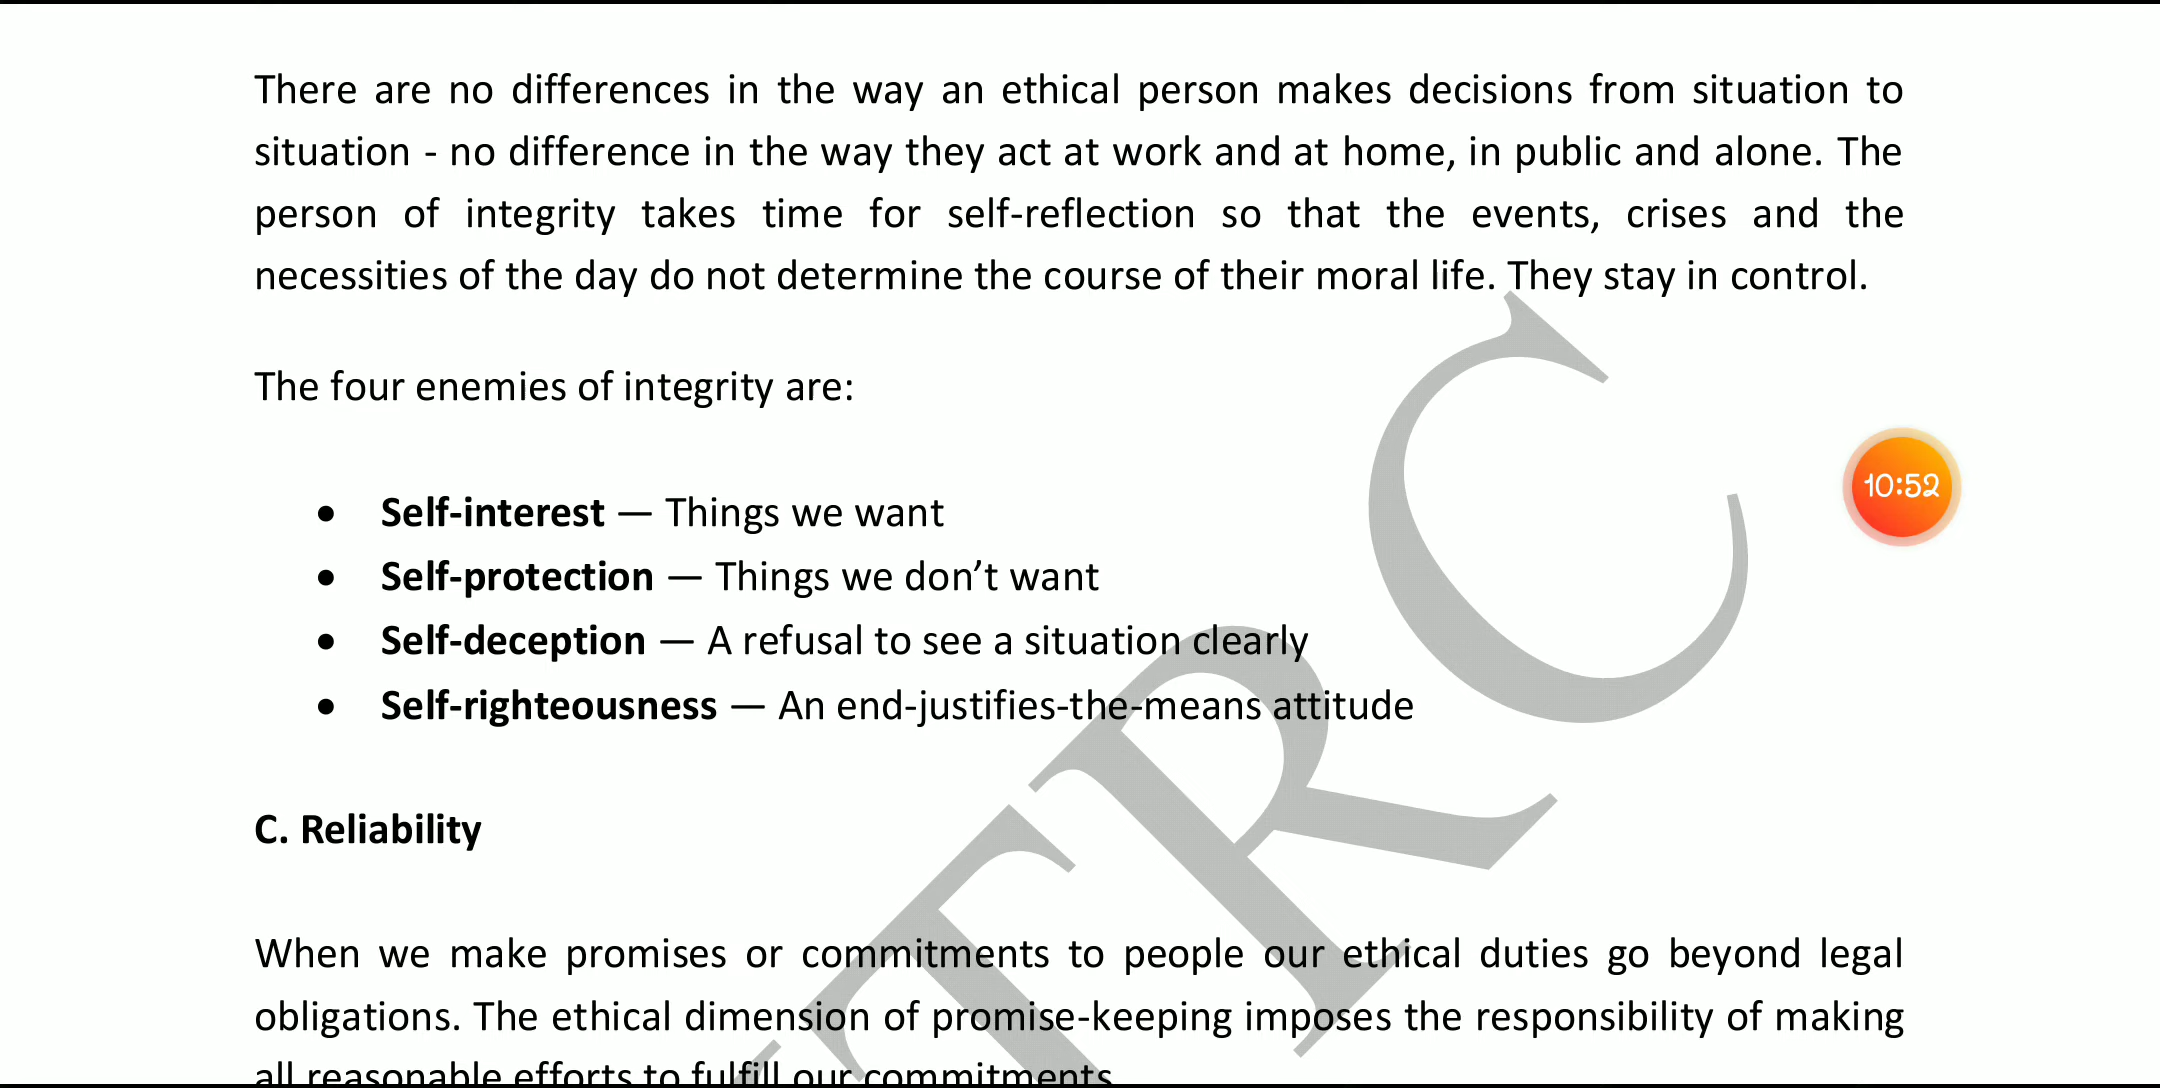 There are no differences in the way an ethical person makes decisions from situation to
situation - no difference in the way they act at work and at home, in public and alone. The
person of integrity takes time for self-reflection so that the events, crises and the
necessities of the day do not determine the course of their moral life. They stay in control.
The four enemies of integrity are:
• Self-interest — Things we want
• Self-protection — Things we don’t want
• Self-deception — A refusal to see a situation clearly
• Self-righteousness — An end-justifies-the-means attitude
10:52
C. Reliability
When we make promises or commitments to people our ethical duties go beyond legal
obligations. The ethical dimension of promise-keeping imposes the responsibility of making
all reasonable efforts to fulfill our commitments
TRC